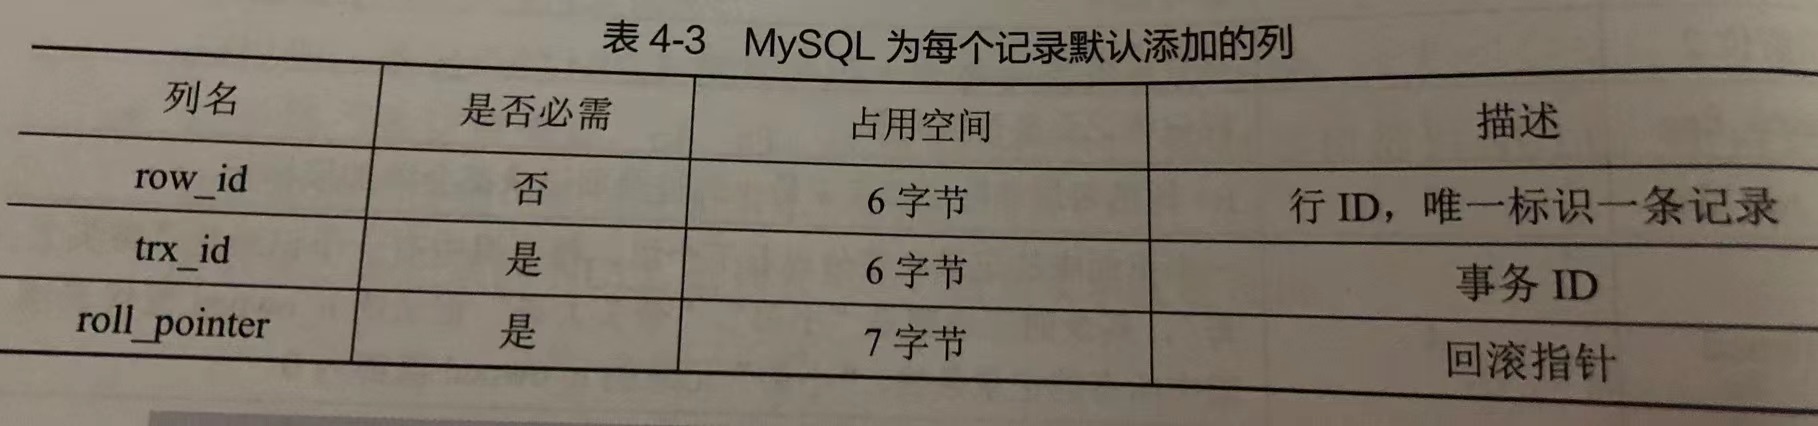 表 4-3 MySQL 为每个记录默认添加的列
列名 是否必需 占用空间 描述
row_id 否 6 字节 行 ID，唯一标识一条记录
trx_id 是 6 字节 事务 ID
roll_pointer 是 7 字节 回滚指针